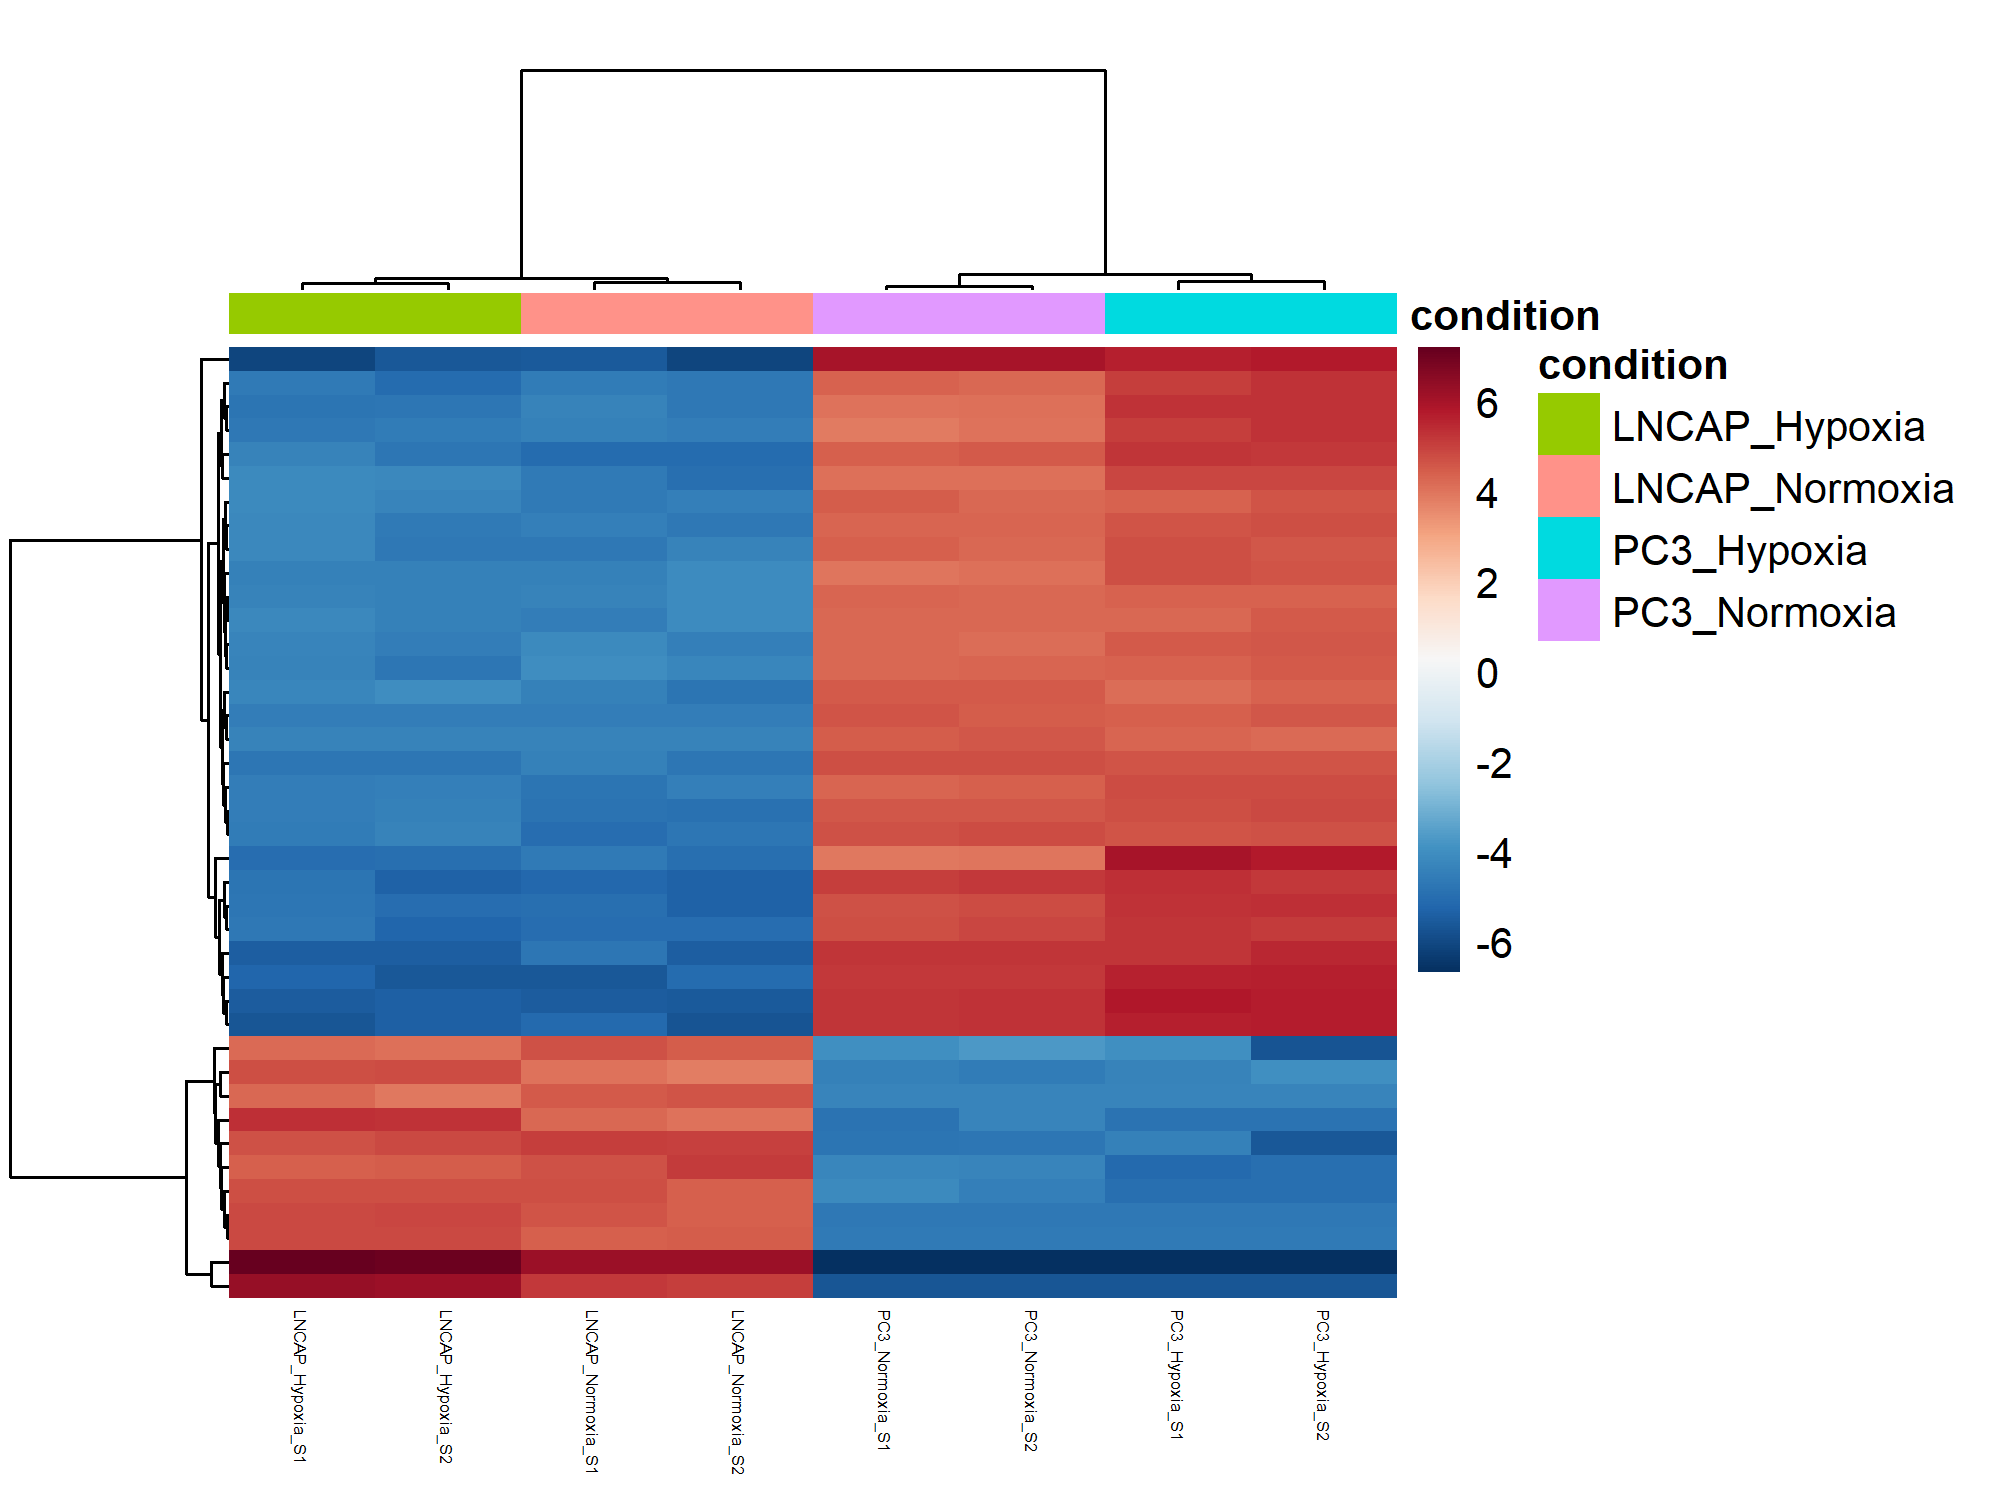 condition
condition
6
4
2
0
-2
-4
-6
LNCAP_Hypoxia
LNCAP_Normoxia
PC3_Hypoxia
PC3_Normoxia
LNCAP_Hypoxia_S1
LNCAP_Hypoxia_S2
LNCAP_Normoxia_S1
LNCAP_Normoxia_S2
PC3_Normoxia_S1
PC3_Normoxia_S2
PC3_Hypoxia_S1
PC3_Hypoxia_S2